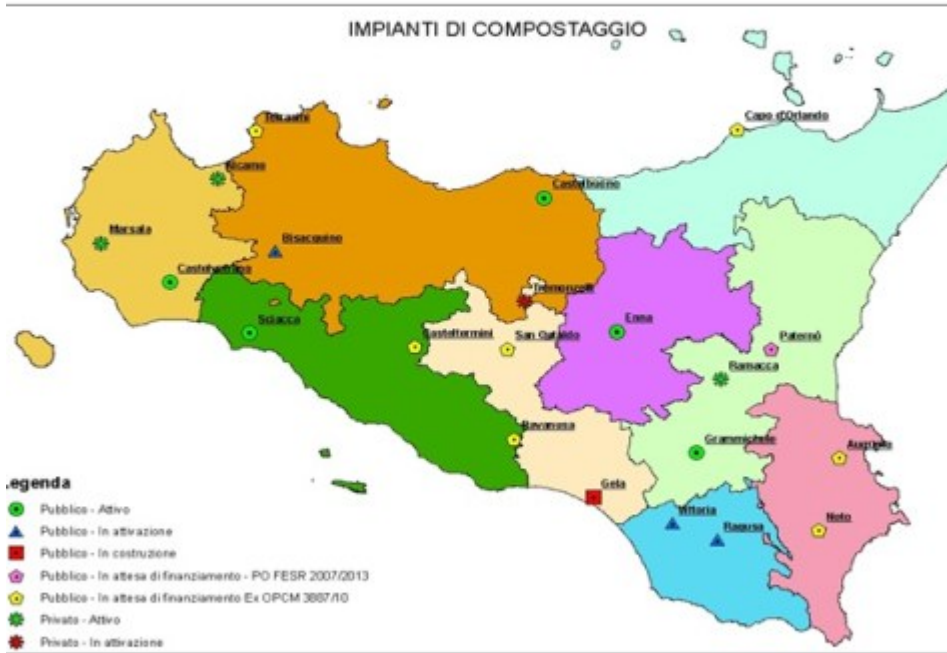 IMPIANTI DI COMPOSTAGGIO
Capo d'Orlando
Alcamo
Castelbuono
Marsala
Bisacquino
Castelvetrano
Tremonzelli
Sciacca
Casteltermini
San Cataldo
Enna
Paternò
Ramacca
Ravanusa
Grammichele
Augusta
Gela
Vittoria
Ragusa
Noto
egenda
Pubblico - Attivo
Pubblico - In attivazione
Pubblico - In costruzione
Pubblico - In attesa di finanziamento - PO FESR 2007/2013
Pubblico - In attesa di finanziamento Ex OPCM 3887/10
Privato - Attivo
Privato - In attivazione